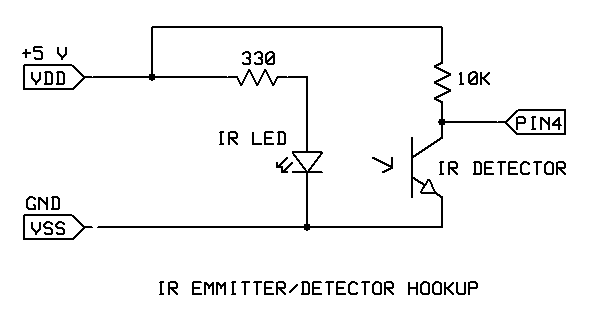 +5 V
VDD
330
10K
PIN4
IR LED
IR DETECTOR
GND
VSS
IR EMMITTER/DETECTOR HOOKUP